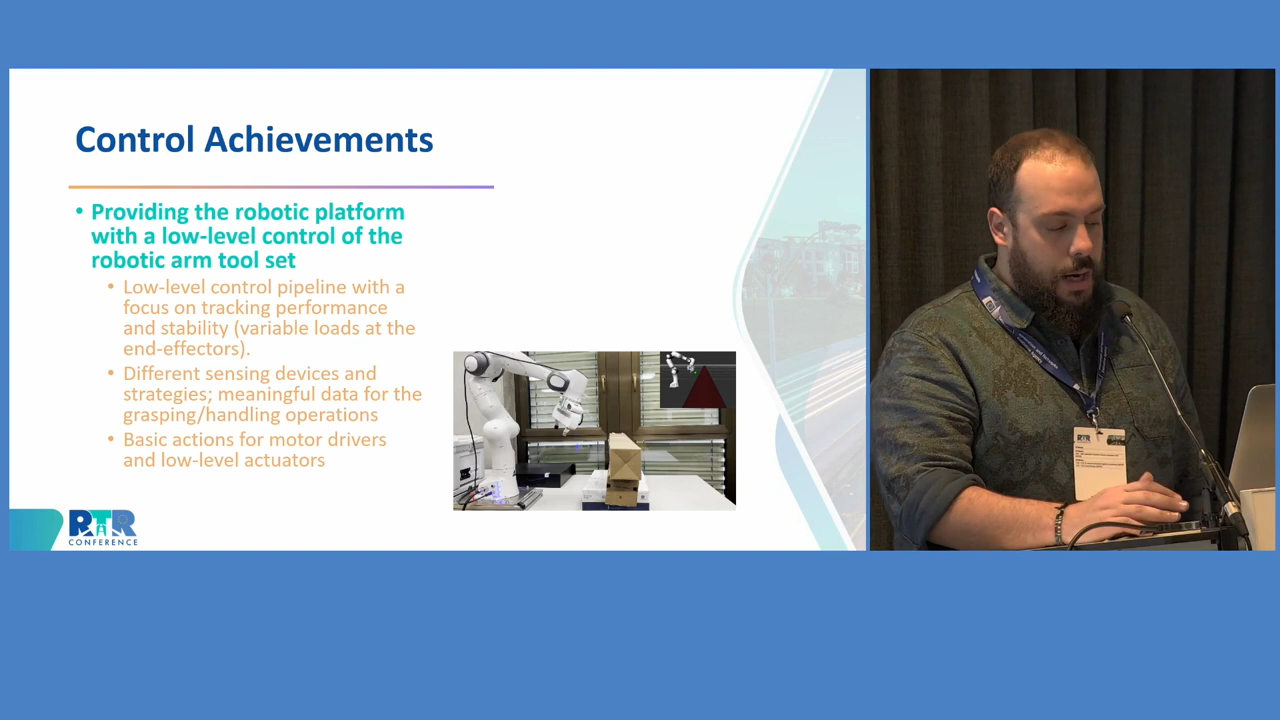 Control Achievements
• Providing the robotic platform
with a low-level control of the
robotic arm tool set
• Low-level control pipeline with a
focus on tracking performance
and stability (variable loads at the
end-effectors).
• Different sensing devices and
strategies; meaningful data for the
grasping/handling operations
• Basic actions for motor drivers
and low-level actuators
RTR
CONFERENCE